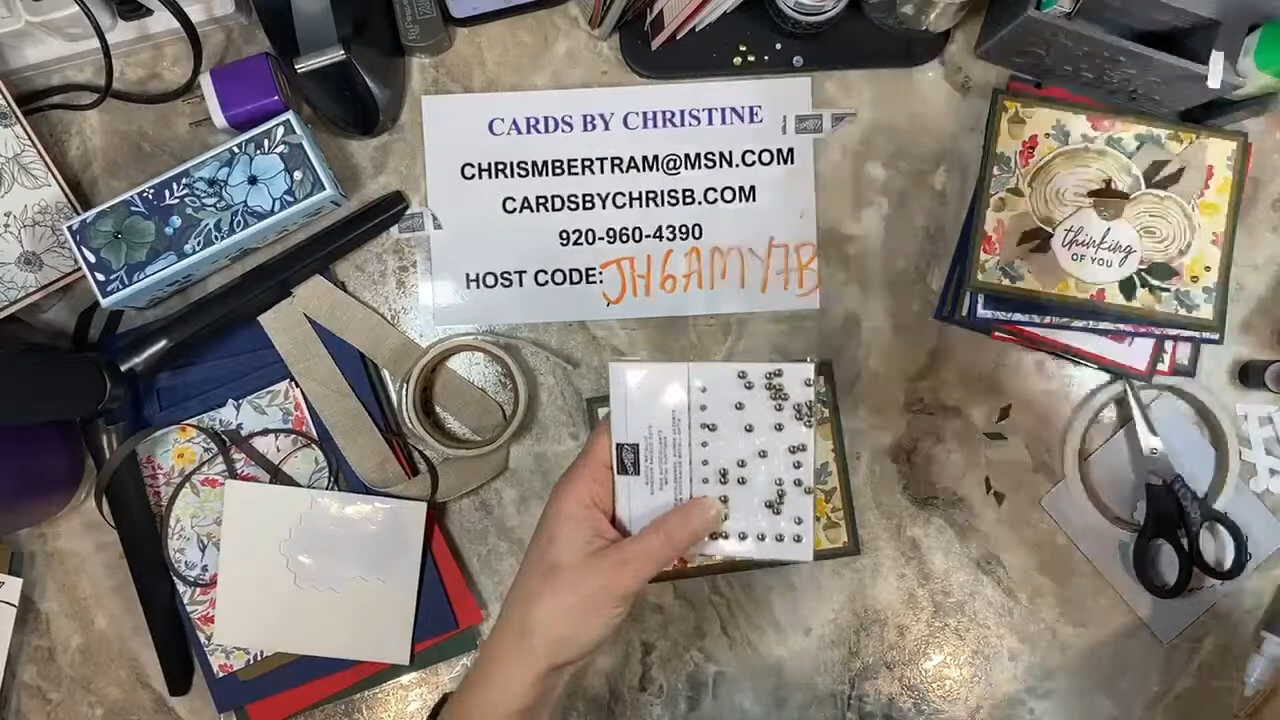 CARDS BY CHRISTINE
CHRISMBERTRAM@MSN.COM
CARDSBYCHRISB.COM
920-960-4390
HOST CODE: JH6AMY7B
thinking
OF YOU